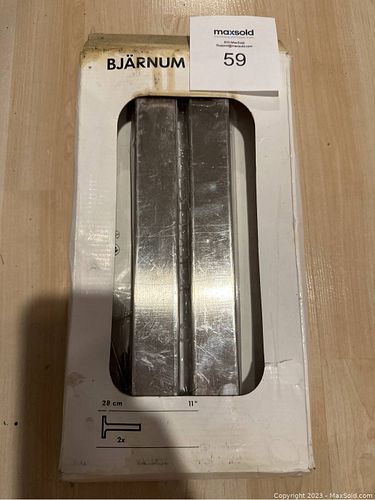 maxsold
59
BJÄRNUM
28 cm 11"
2x
Copyright 2023 - MaxSold.com